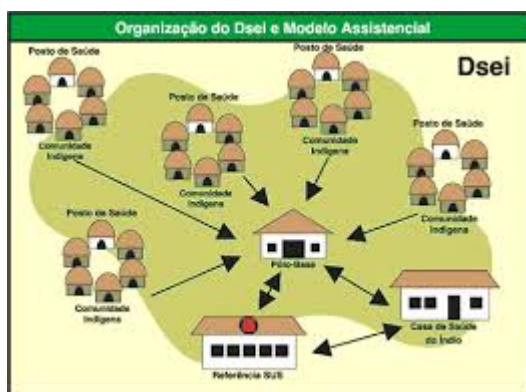 Organização do Dsei e Modelo Assistencial
Dsei
Posto de Saúde
Comunidade
Indígena
Posto de Saúde
Comunidade
Indígena
Posto de Saúde
Comunidade
Indígena
Posto de Saúde
Comunidade
Indígena
Posto de Saúde
Comunidade
Indígena
Pólo-Base
Casa de Saúde
do Índio
Referência SUS